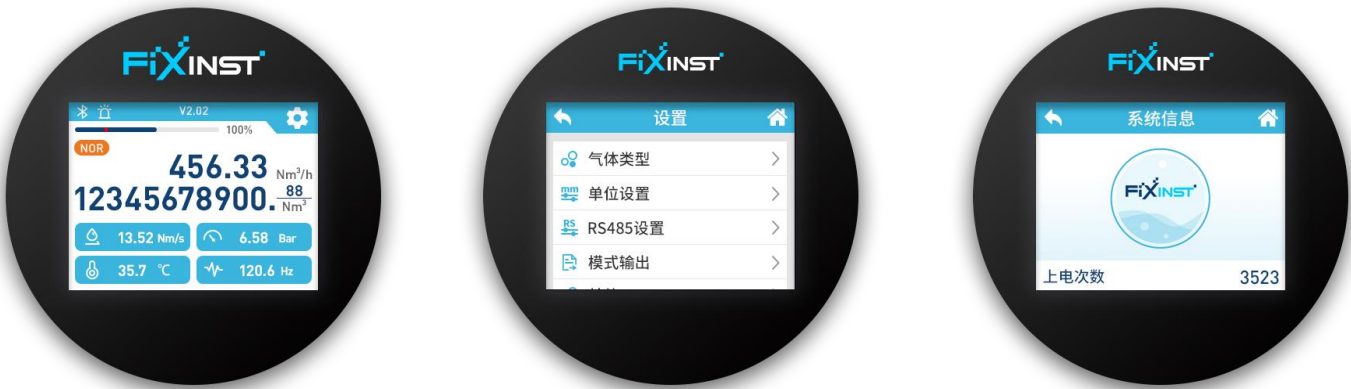 FiXINST
V2.02
100%
NOR
456.33 Nm³/h
12345678900.88 Nm³
13.52 Nm/s
6.58 Bar
35.7 ℃
120.6 Hz
FiXINST
设置
气体类型
mm 单位设置
RS RS485设置
模式输出
FiXINST
系统信息
FiXINST
上电次数 3523